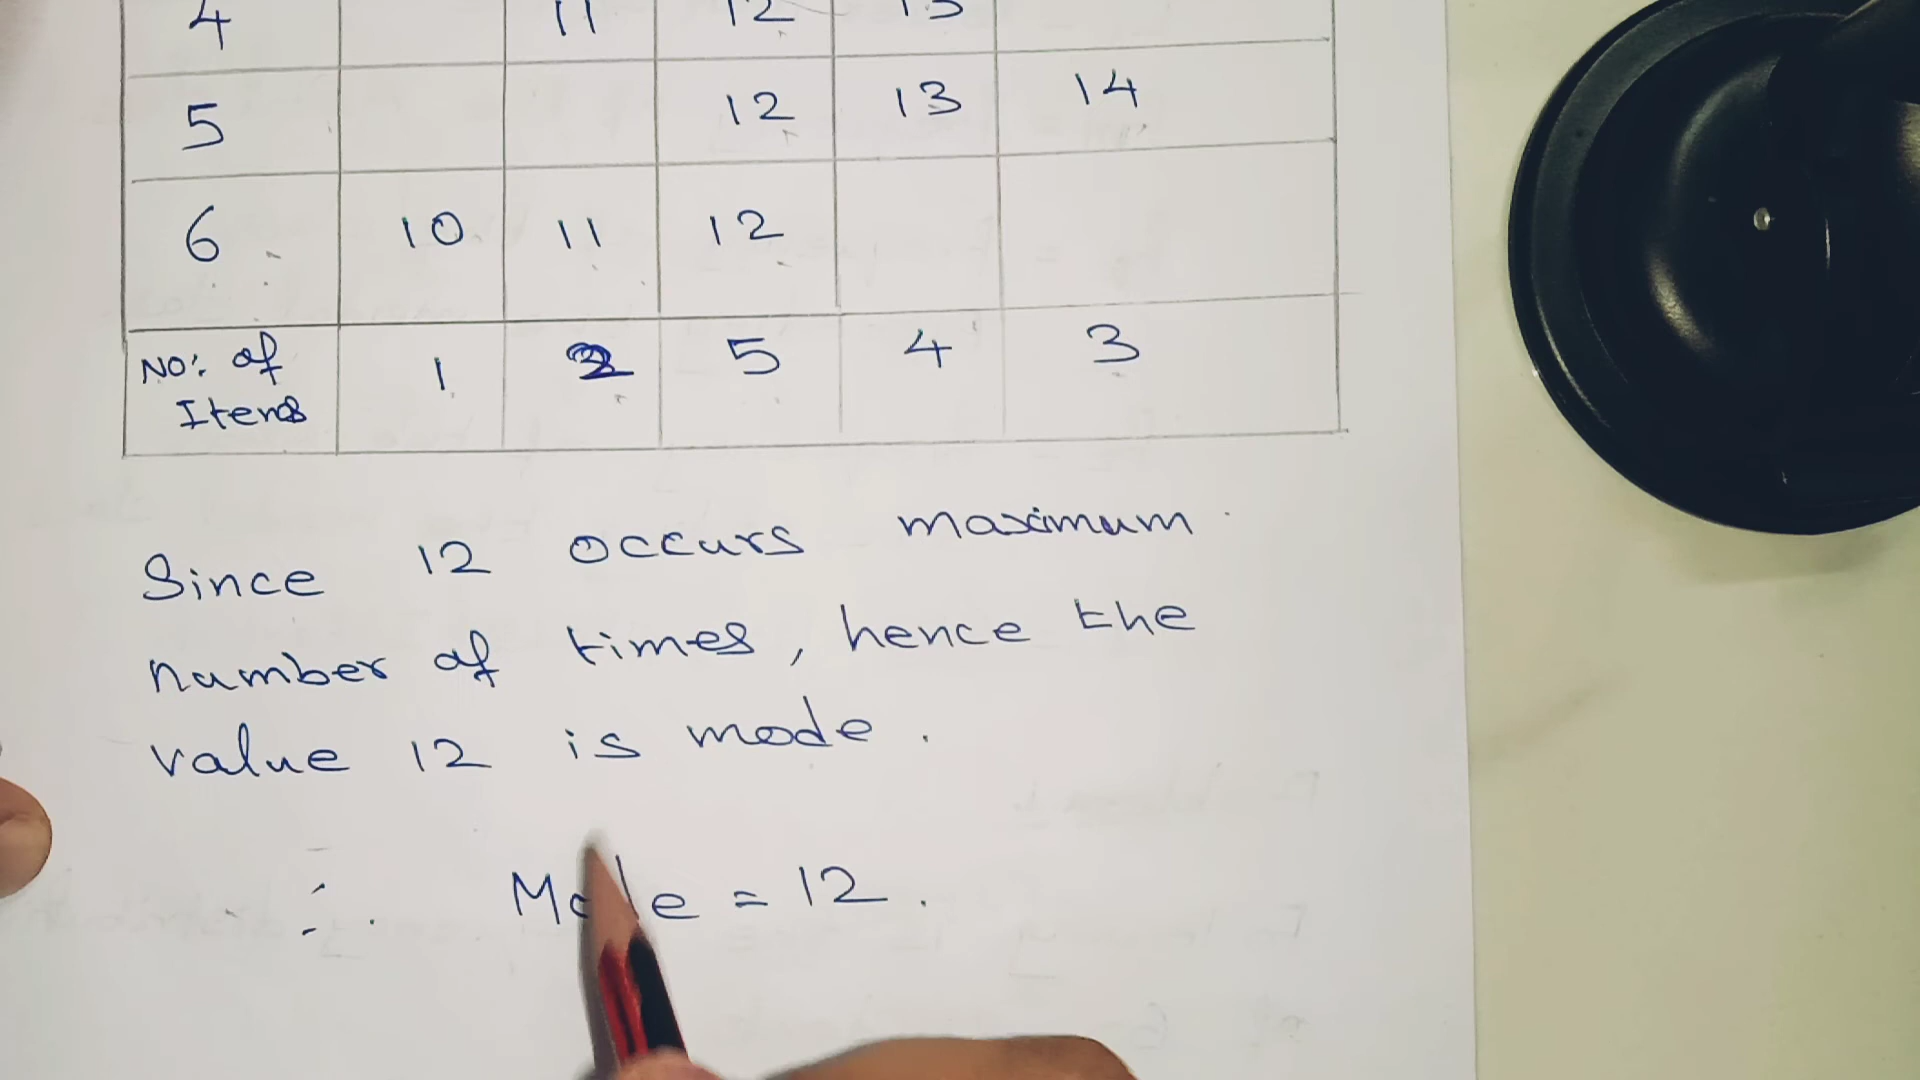 4 11 12 13
5 12 13 14
6 10 11 12
No: of 1 2 5 4 3
Items
Since 12 occurs maximum
number of times, hence the
value 12 is mode.
∴ Mode = 12.